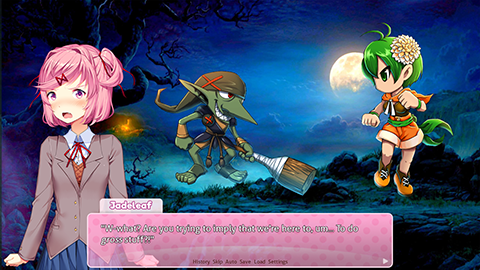 Jadeleaf
"W-what? Are you trying to imply that we're here to, um... To do
gross stuff?!"
History Skip Auto Save Load Settings